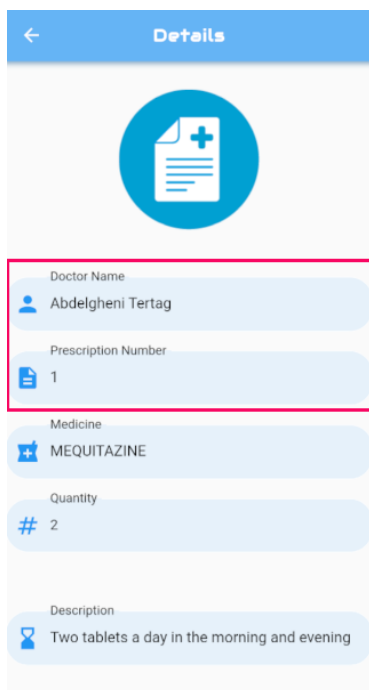 Details
Doctor Name
Abdelgheni Tertag
Prescription Number
1
Medicine
MEQUITAZINE
Quantity
2
Description
Two tablets a day in the morning and evening